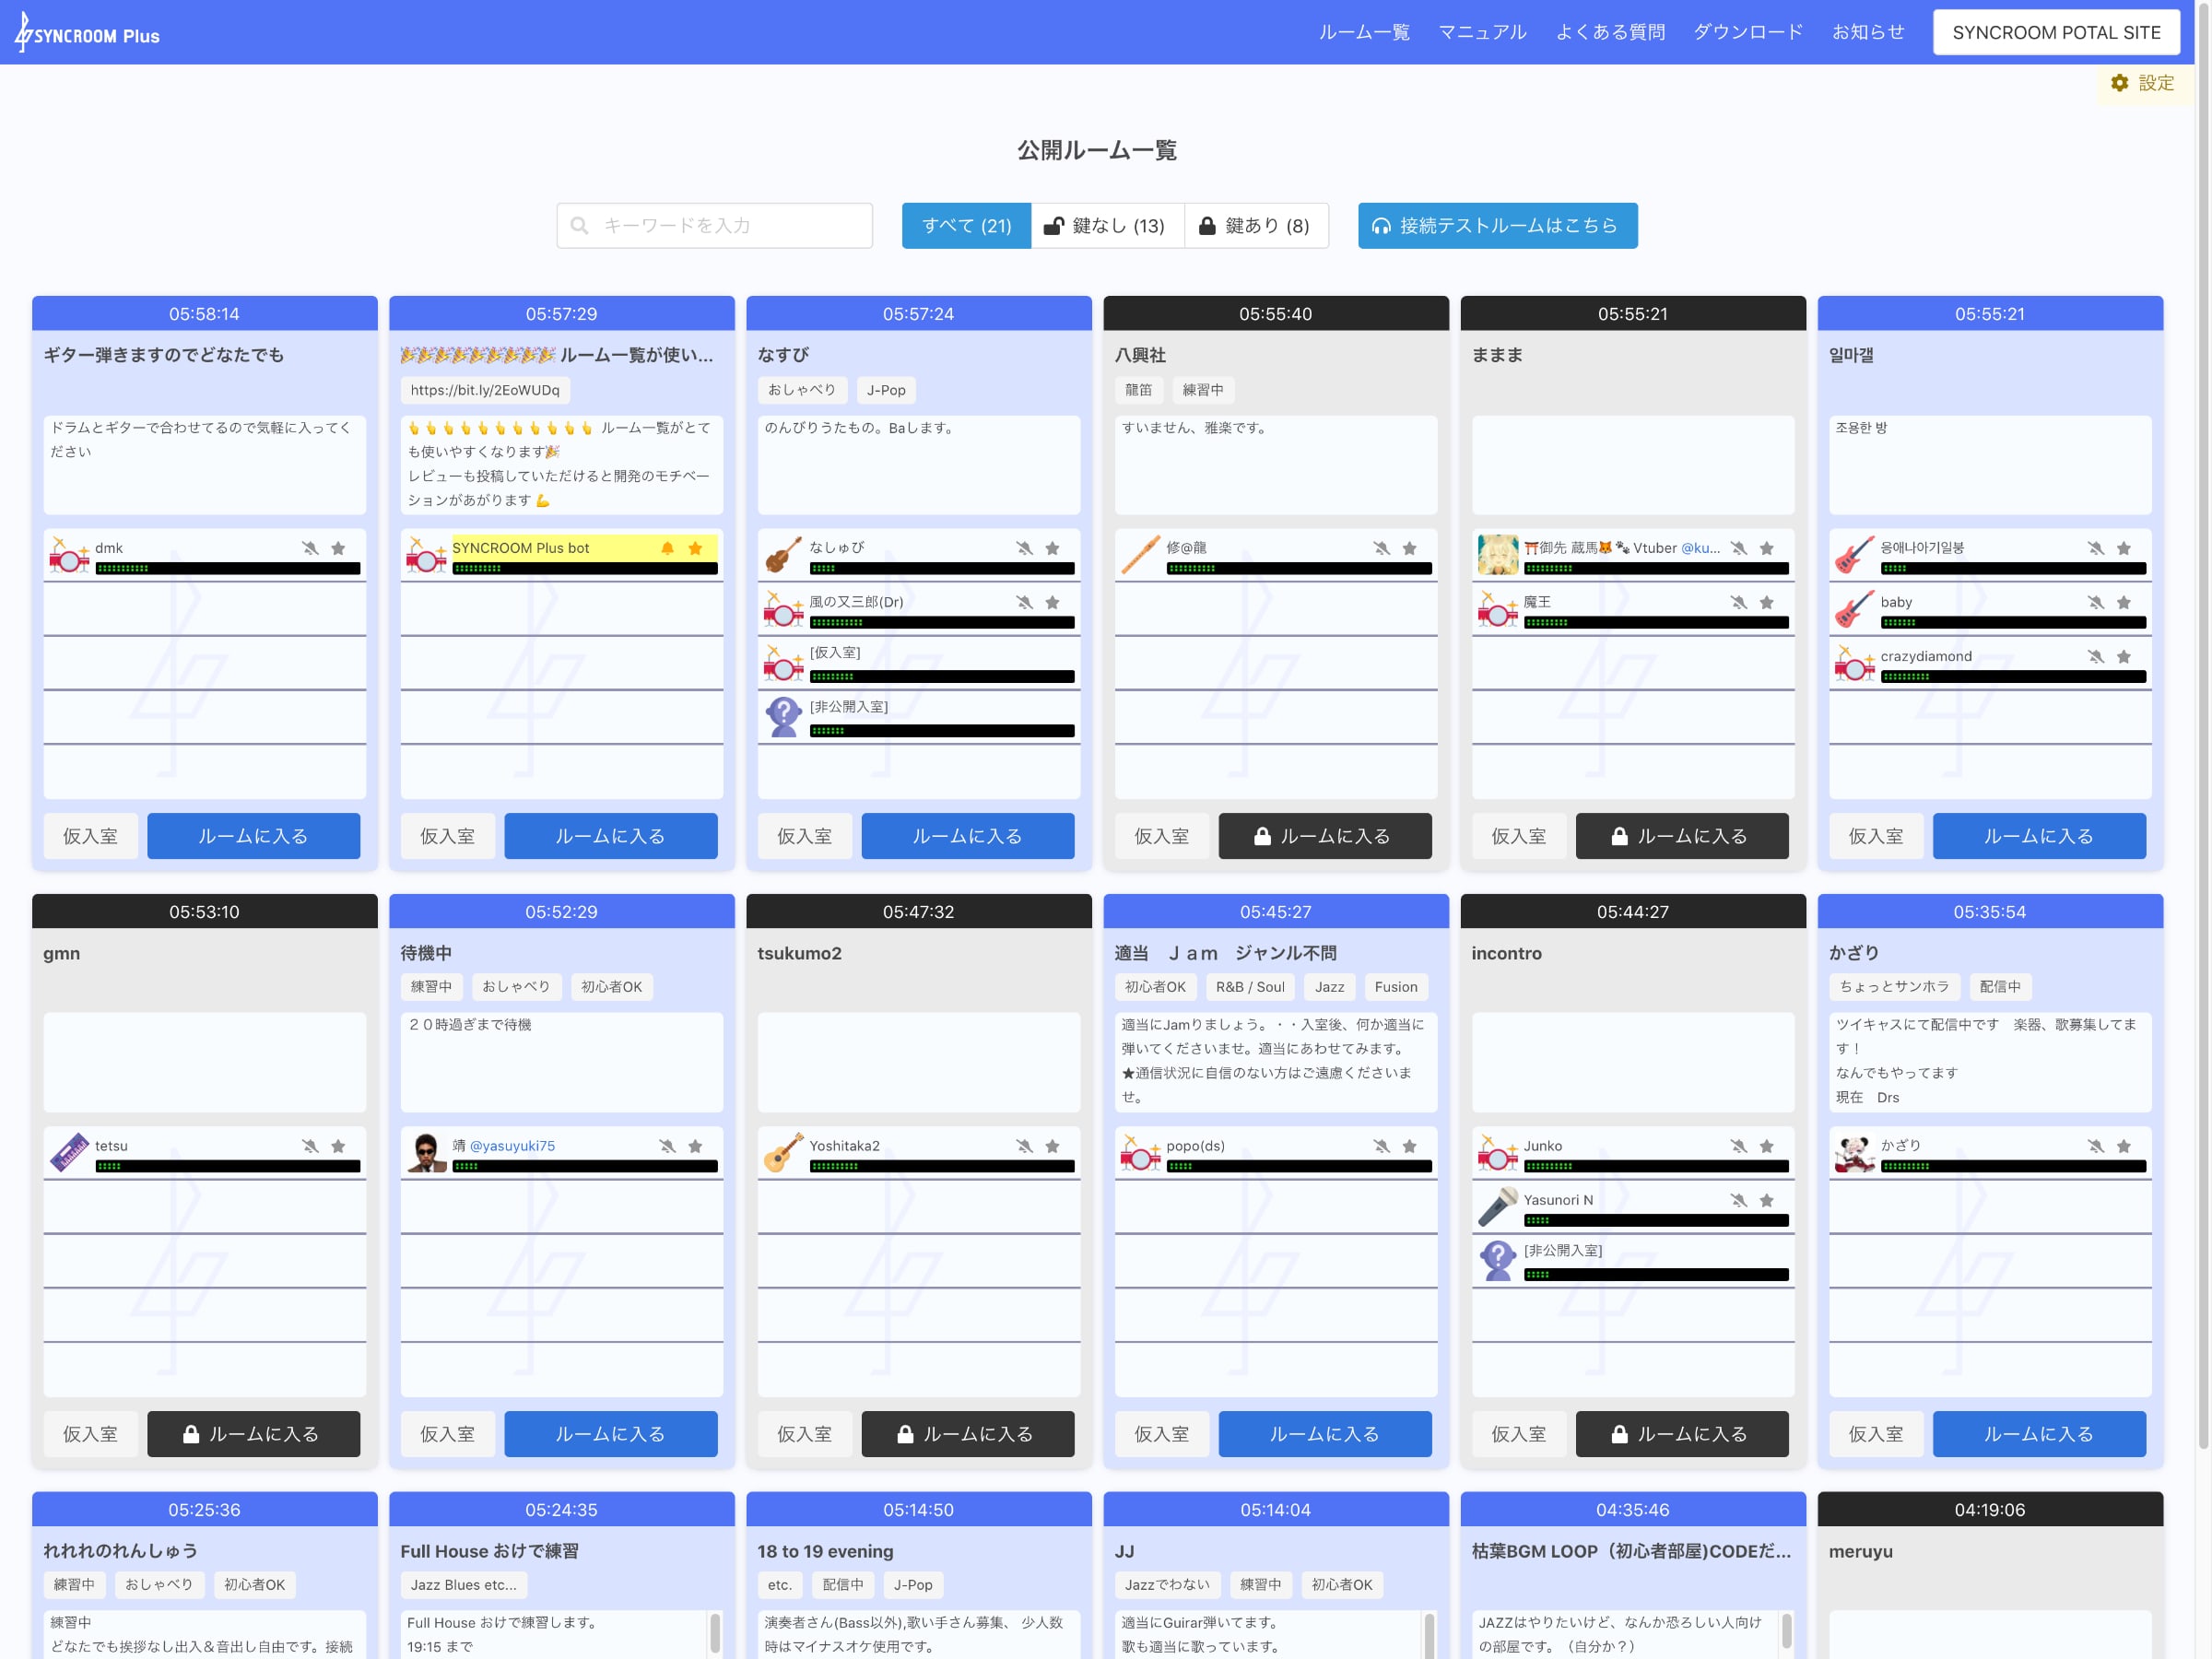 SYNCROOM Plus
ルーム一覧 マニュアル よくある質問 ダウンロード お知らせ SYNCROOM POTAL SITE
設定
公開ルーム一覧
キーワードを入力
すべて (21) 鍵なし (13) 鍵あり (8)
接続テストルームはこちら
05:58:14
ギター弾きますのでどなたでも
ドラムとギターで合わせてるので気軽に入ってく
ださい
dmk
仮入室 ルームに入る
05:57:29
🎉🎉🎉🎉🎉🎉🎉🎉🎉 ルーム一覧が使い...
https://bit.ly/2EoWUDq
👆👆👆👆👆👆👆👆👆👆👆 ルーム一覧がとて
も使いやすくなります🎉
レビューも投稿していただけると開発のモチベー
ションがあがります💪
SYNCROOM Plus bot
仮入室 ルームに入る
05:57:24
なすび
おしゃべり J-Pop
のんびりうたもの。Baします。
なしゅび
風の又三郎(Dr)
[仮入室]
[非公開入室]
仮入室 ルームに入る
05:55:40
八興社
龍笛 練習中
すいません、雅楽です。
修@龍
仮入室 ルームに入る
05:55:21
ままま
⛩御先 蔵馬🦊🐾 Vtuber @ku...
魔王
仮入室 ルームに入る
05:55:21
일마갤
조용한 방
응애나아기일붕
baby
crazydiamond
仮入室 ルームに入る
05:53:10
gmn
tetsu
仮入室 ルームに入る
05:52:29
待機中
練習中 おしゃべり 初心者OK
２０時過ぎまで待機
靖 @yasuyuki75
仮入室 ルームに入る
05:47:32
tsukumo2
Yoshitaka2
仮入室 ルームに入る
05:45:27
適当　Ｊａｍ　ジャンル不問
初心者OK R&B / Soul Jazz Fusion
適当にJamりましょう。・・入室後、何か適当に
弾いてくださいませ。適当にあわせてみます。
★通信状況に自信のない方はご遠慮くださいま
せ。
popo(ds)
仮入室 ルームに入る
05:44:27
incontro
Junko
Yasunori N
[非公開入室]
仮入室 ルームに入る
05:35:54
かざり
ちょっとサンホラ 配信中
ツイキャスにて配信中です　楽器、歌募集してま
す！
なんでもやってます
現在　Drs
かざり
仮入室 ルームに入る
05:25:36
れれれのれんしゅう
練習中 おしゃべり 初心者OK
練習中
どなたでも挨拶なし出入＆音出し自由です。接続
05:24:35
Full House おけで練習
Jazz Blues etc...
Full House おけで練習します。
19:15 まで
05:14:50
18 to 19 evening
etc. 配信中 J-Pop
演奏者さん(Bass以外),歌い手さん募集、 少人数
時はマイナスオケ使用です。
05:14:04
JJ
Jazzでわない 練習中 初心者OK
適当にGuirar弾いてます。
歌も適当に歌っています。
04:35:46
枯葉BGM LOOP（初心者部屋)CODEだ...
JAZZはやりたいけど、なんか恐ろしい人向け
の部屋です。（自分か？）
04:19:06
meruyu